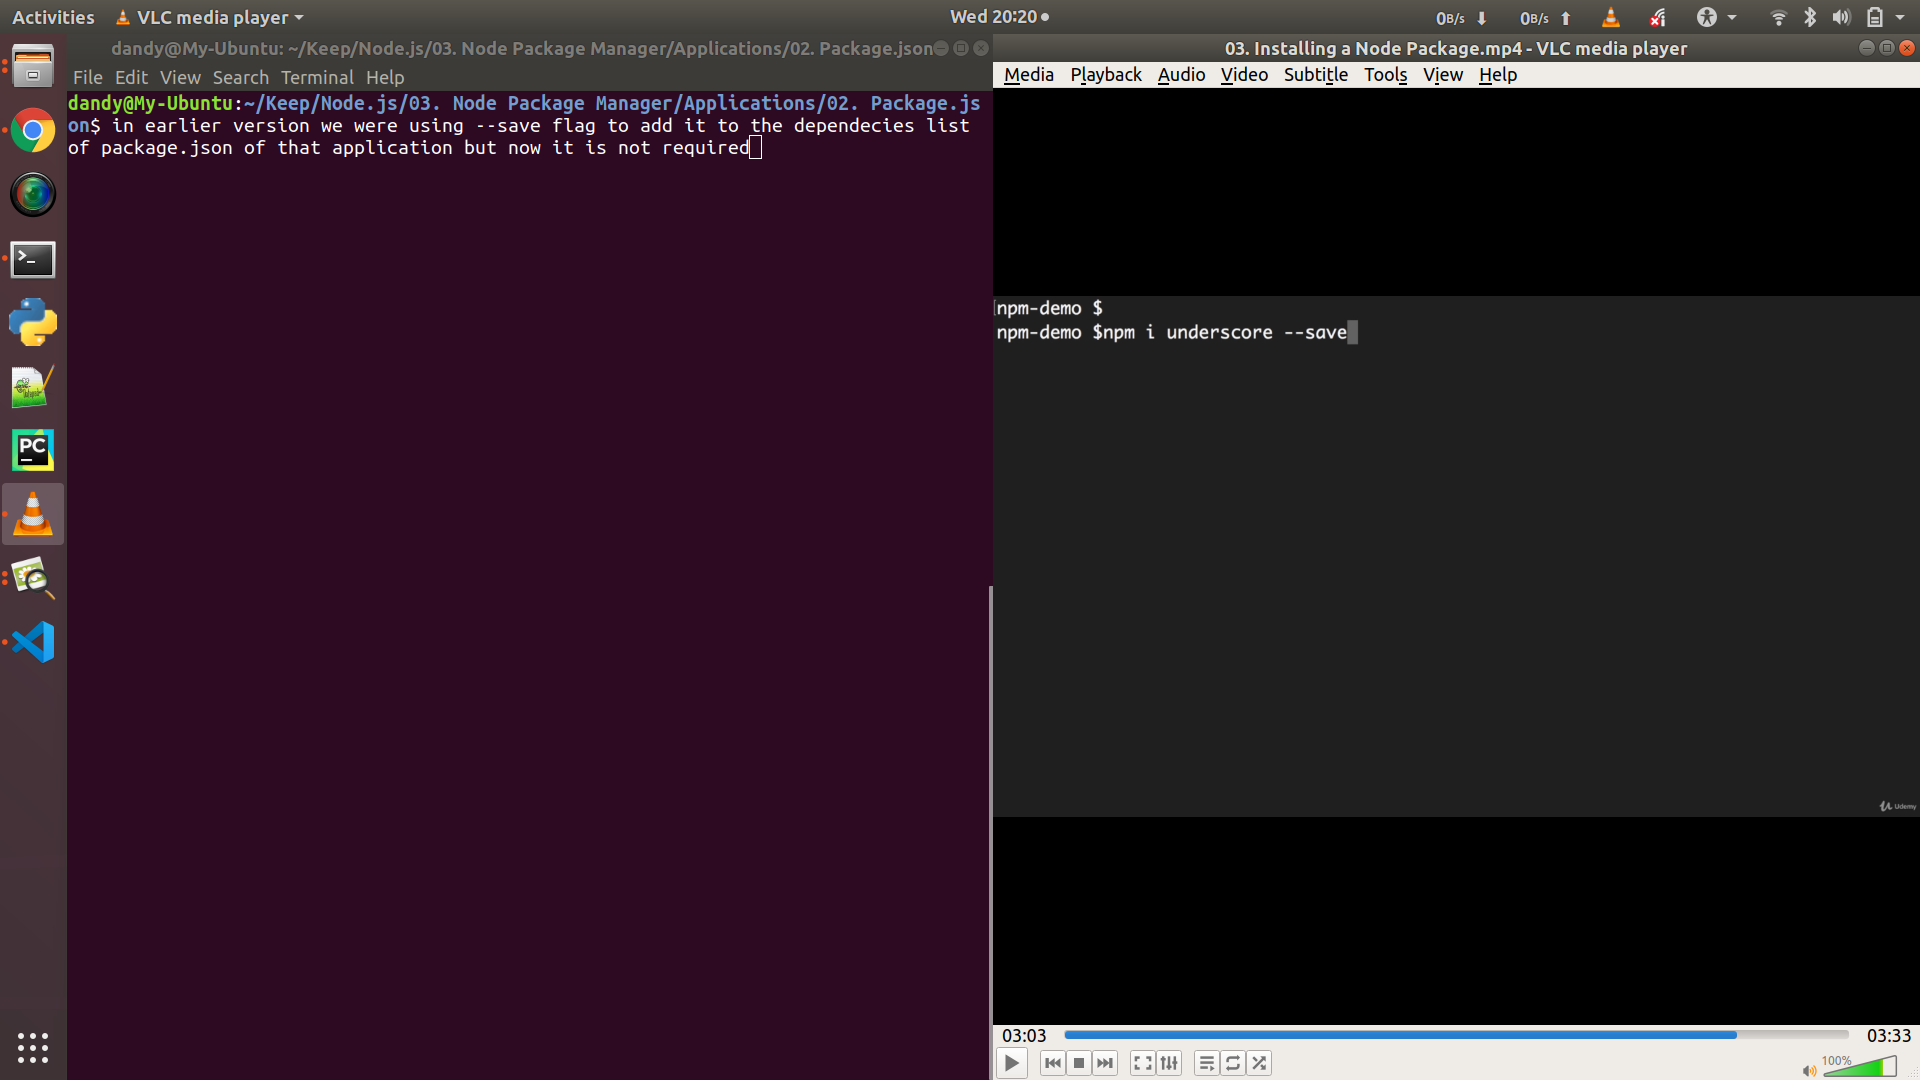 Activities VLC media player Wed 20:20 0B/s 0B/s
dandy@My-Ubuntu: ~/Keep/Node.js/03. Node Package Manager/Applications/02. Package.json
File Edit View Search Terminal Help
dandy@My-Ubuntu:~/Keep/Node.js/03. Node Package Manager/Applications/02. Package.js
on$ in earlier version we were using --save flag to add it to the dependecies list
of package.json of that application but now it is not required
PC
03. Installing a Node Package.mp4 - VLC media player
Media Playback Audio Video Subtitle Tools View Help
npm-demo $
npm-demo $npm i underscore --save
Udemy
03:03 03:33
100%